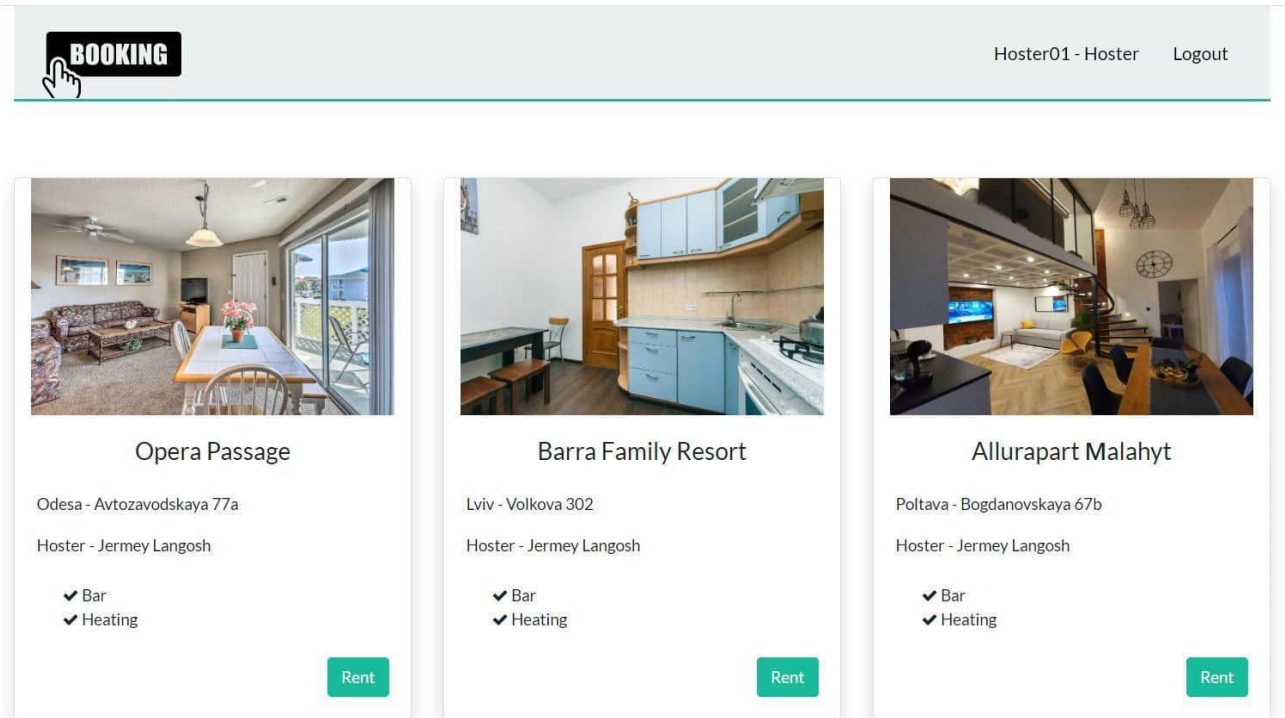 BOOKING
Hoster01 - Hoster Logout
Opera Passage
Odesa - Avtozavodskaya 77a
Hoster - Jermey Langosh
Bar
Heating
Rent
Barra Family Resort
Lviv - Volkova 302
Hoster - Jermey Langosh
Bar
Heating
Rent
Allurapart Malahyt
Poltava - Bogdanovskaya 67b
Hoster - Jermey Langosh
Bar
Heating
Rent